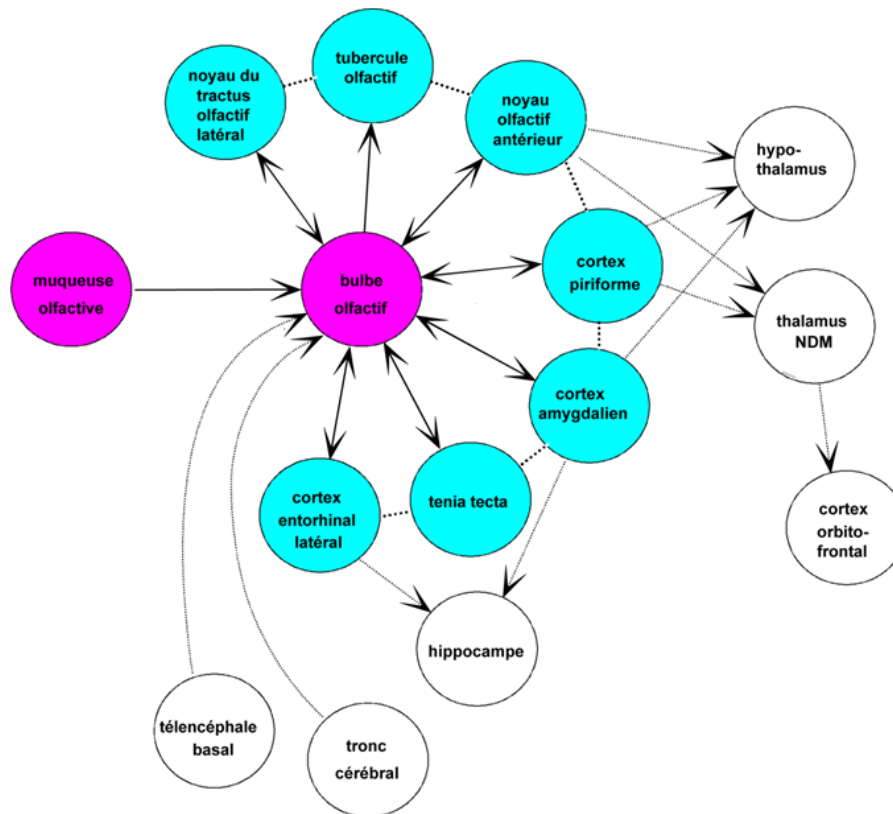 noyau du
tractus
olfactif
latéral
tubercule
olfactif
noyau
olfactif
antérieur
hypo-
thalamus
muqueuse
olfactive
bulbe
olfactif
cortex
piriforme
thalamus
NDM
cortex
amygdalien
cortex
entorhinal
latéral
tenia tecta
cortex
orbito-
frontal
hippocampe
télencéphale
basal
tronc
cérébral